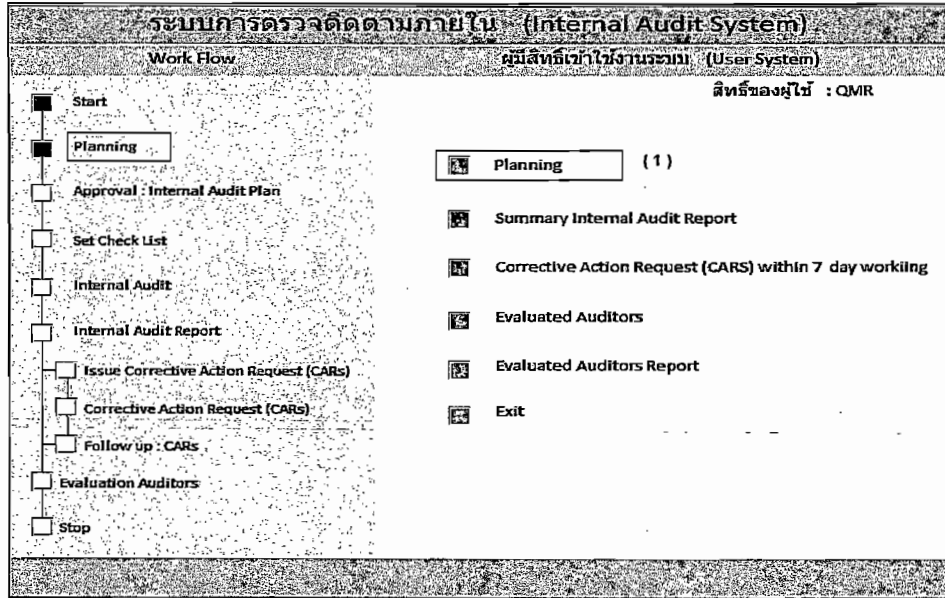 ระบบการตรวจติดตามภายใน (Internal Audit System)
Work Flow
ผู้มีสิทธิ์เข้าใช้งานระบบ (User System)
สิทธิ์ของผู้ใช้ : QMR
Start
Planning
Approval : Internal Audit Plan
Set Check List
Internal Audit
Internal Audit Report
Issue Corrective Action Request (CARs)
Corrective Action Request (CARs)
Follow up : CARs
Evaluation Auditors
Stop
Planning (1)
Summary Internal Audit Report
Corrective Action Request (CARS) within 7 day workiing
Evaluated Auditors
Evaluated Auditors Report
Exit